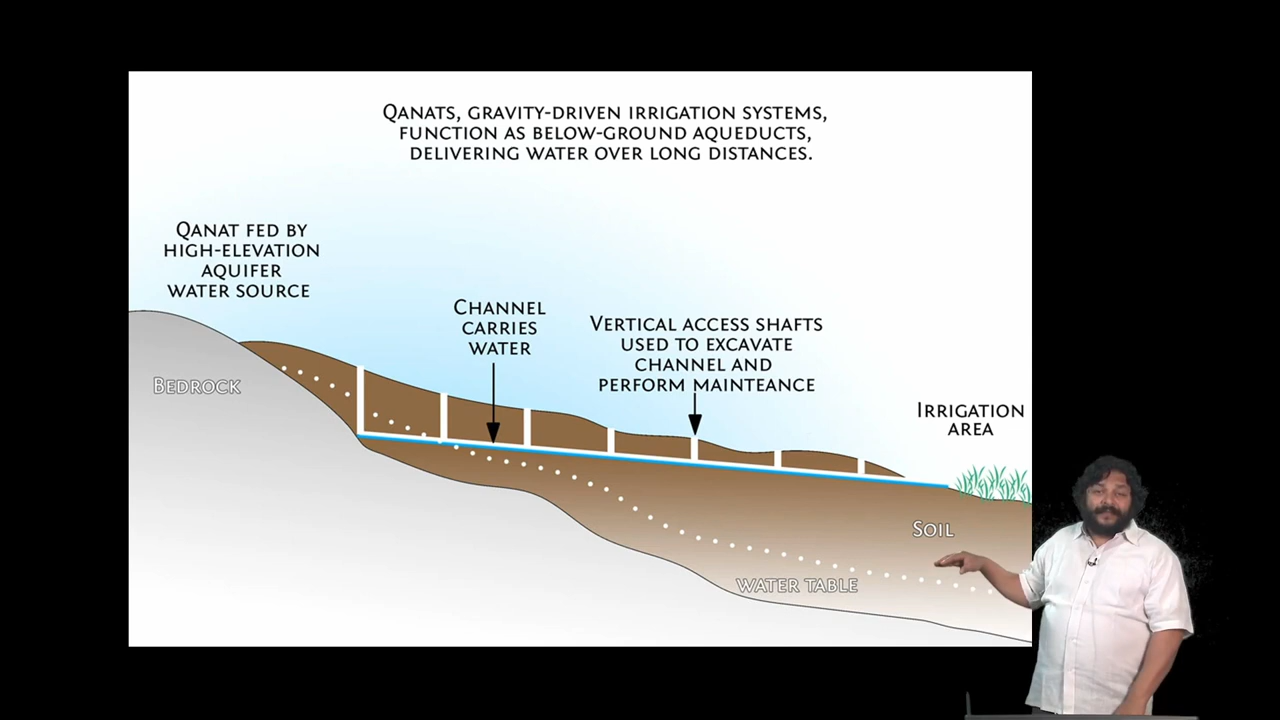 Qanats, gravity-driven irrigation systems,
function as below-ground aqueducts,
delivering water over long distances.
Qanat fed by
high-elevation
aquifer
water source
Channel
carries
water
Vertical access shafts
used to excavate
channel and
perform mainteance
Irrigation
area
Bedrock
Soil
water table